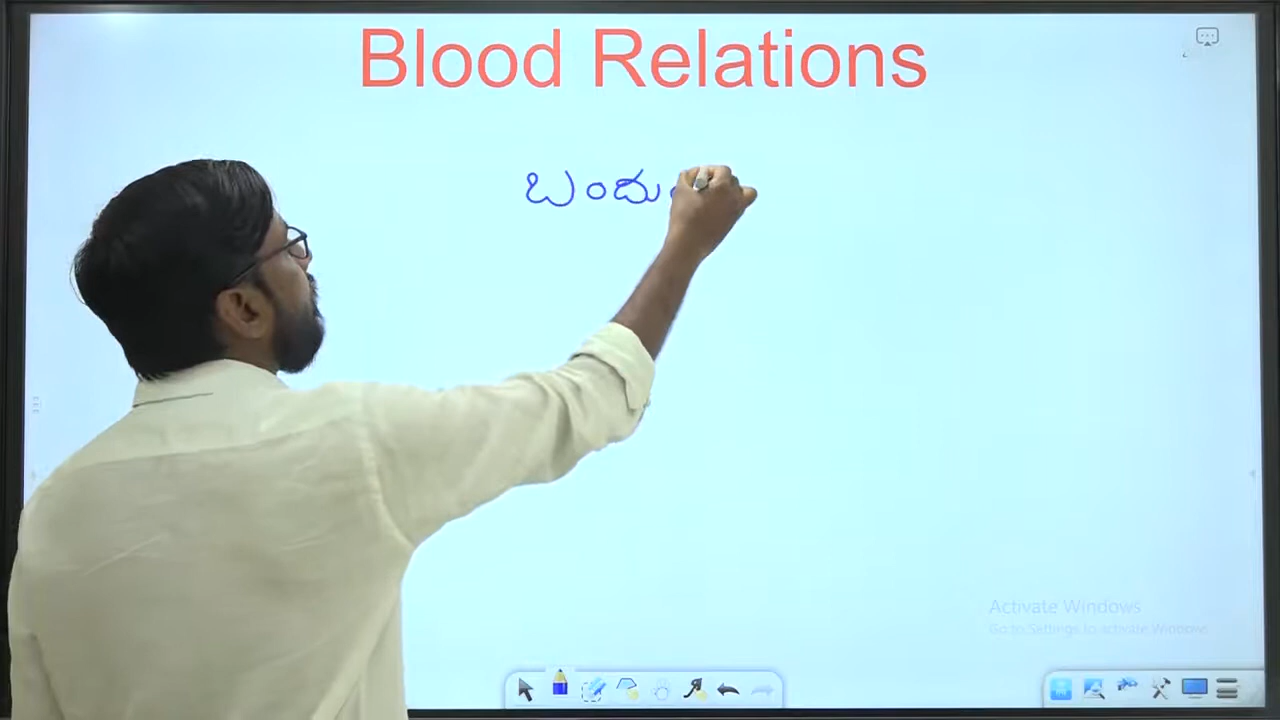 Blood Relations
Activate Windows
Go to Settings to activate Windows.